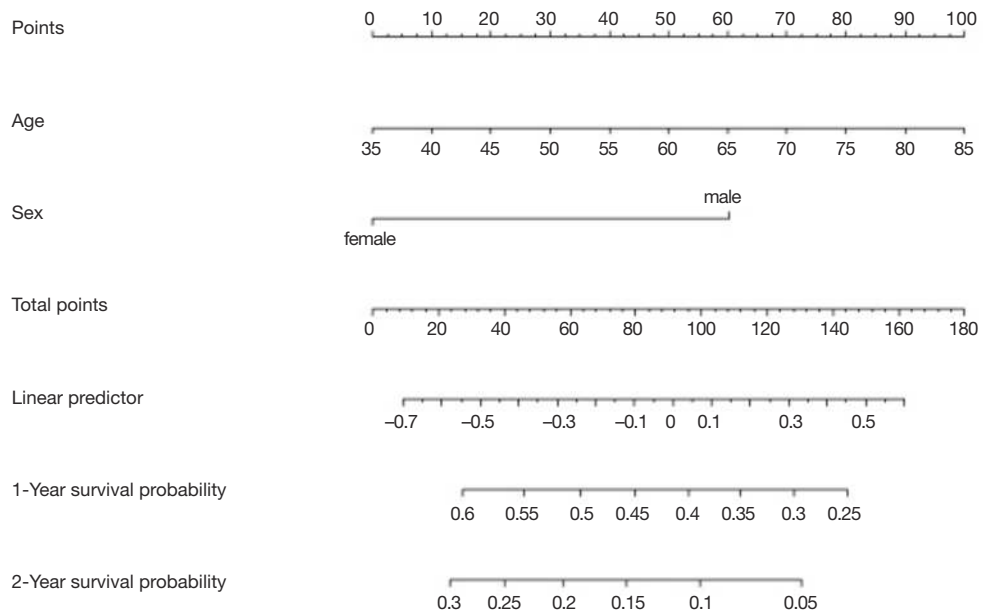 Points 0 10 20 30 40 50 60 70 80 90 100
Age
35 40 45 50 55 60 65 70 75 80 85
male
Sex
female
Total points
0 20 40 60 80 100 120 140 160 180
Linear predictor
–0.7 –0.5 –0.3 –0.1 0 0.1 0.3 0.5
1-Year survival probability
0.6 0.55 0.5 0.45 0.4 0.35 0.3 0.25
2-Year survival probability
0.3 0.25 0.2 0.15 0.1 0.05